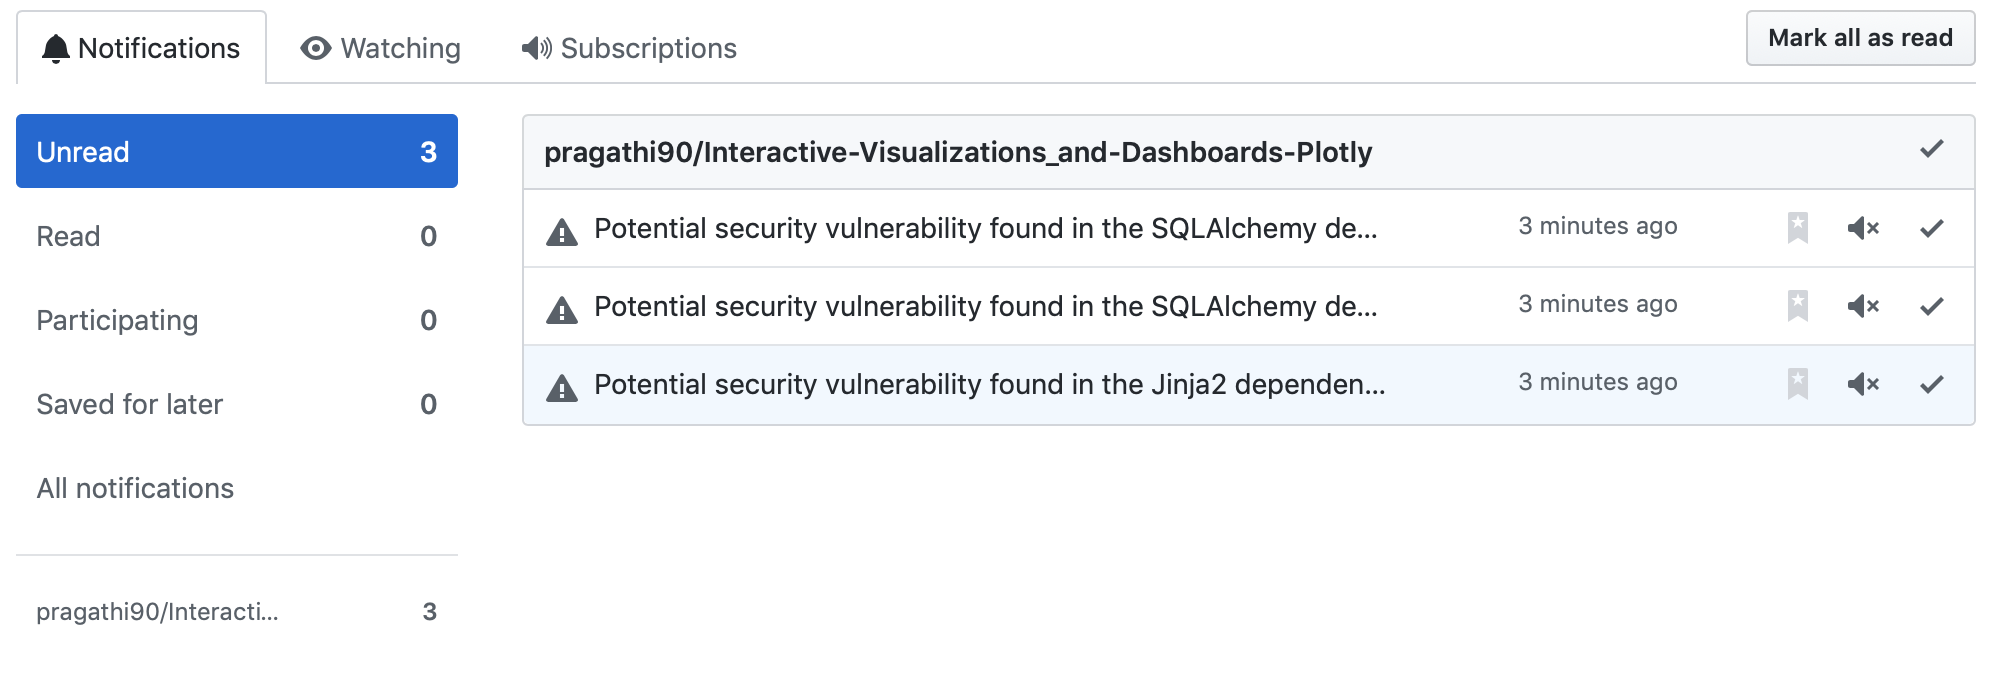 Notifications
Watching
Subscriptions
Mark all as read
Unread 3
Read 0
Participating 0
Saved for later 0
All notifications
pragathi90/Interacti... 3
pragathi90/Interactive-Visualizations_and-Dashboards-Plotly
Potential security vulnerability found in the SQLAlchemy de... 3 minutes ago
Potential security vulnerability found in the SQLAlchemy de... 3 minutes ago
Potential security vulnerability found in the Jinja2 dependen... 3 minutes ago